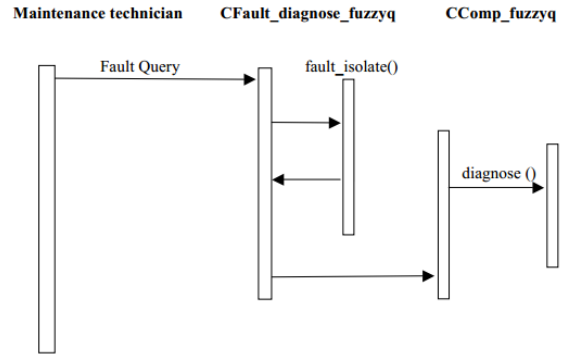 Maintenance technician CFault_diagnose_fuzzyq CComp_fuzzyq
Fault Query fault_isolate()
diagnose ()